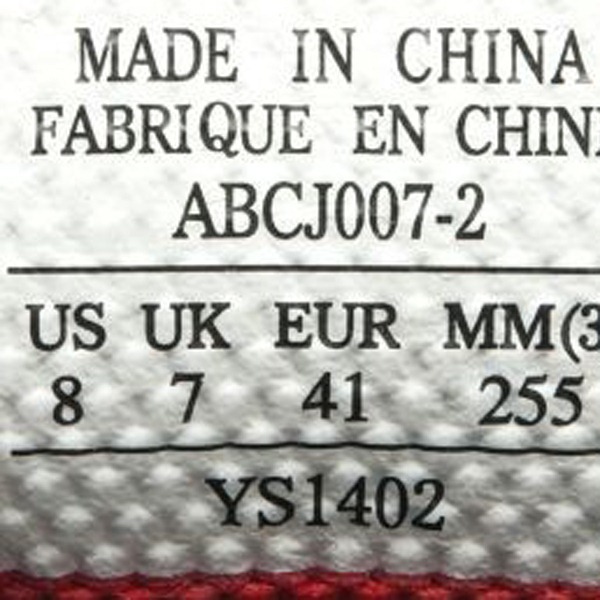 MADE IN CHINA
FABRIQUE EN CHIN
ABCJ007-2
US UK EUR MM(3
8 7 41 255
YS1402